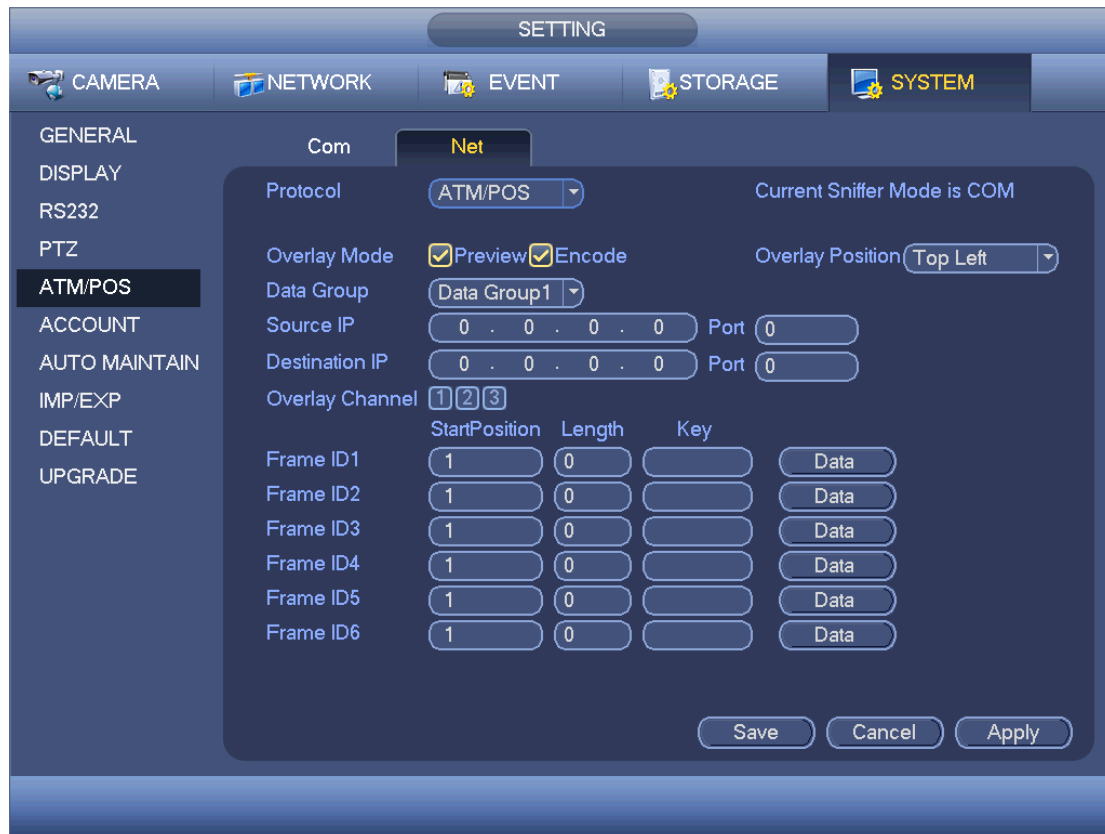 SETTING
CAMERA NETWORK EVENT STORAGE SYSTEM
GENERAL
DISPLAY
RS232
PTZ
ATM/POS
ACCOUNT
AUTO MAINTAIN
IMP/EXP
DEFAULT
UPGRADE
Com Net
Protocol ATM/POS Current Sniffer Mode is COM
Overlay Mode Preview Encode Overlay Position Top Left
Data Group Data Group1
Source IP 0 . 0 . 0 . 0 Port 0
Destination IP 0 . 0 . 0 . 0 Port 0
Overlay Channel 1 2 3
StartPosition Length Key
Frame ID1 1 0 Data
Frame ID2 1 0 Data
Frame ID3 1 0 Data
Frame ID4 1 0 Data
Frame ID5 1 0 Data
Frame ID6 1 0 Data
Save Cancel Apply